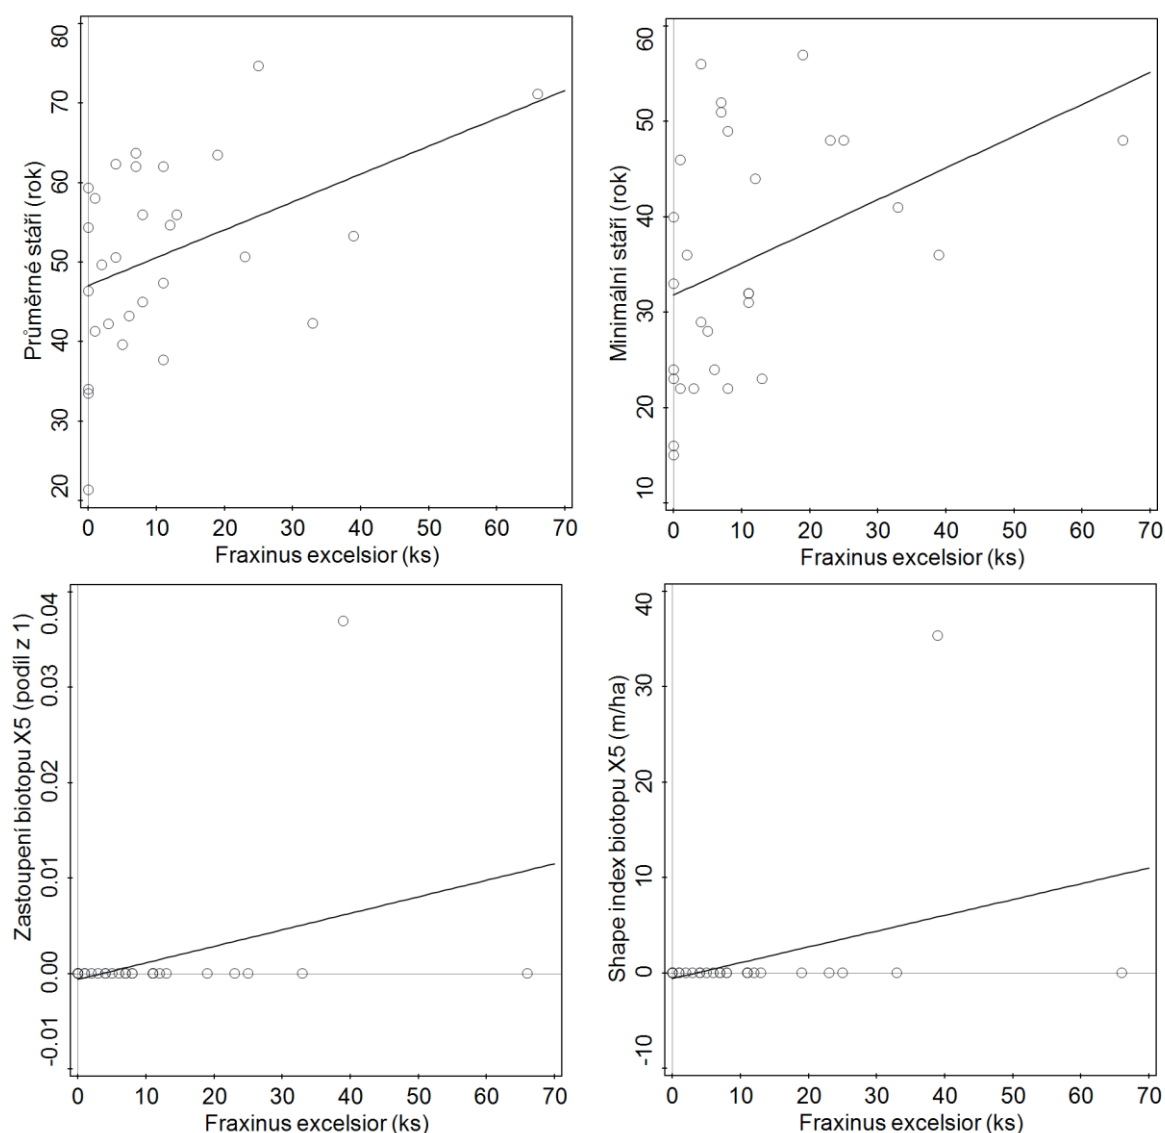 Průměrné stáří (rok)
20 30 40 50 60 70 80
0 10 20 30 40 50 60 70
Fraxinus excelsior (ks)
Minimální stáří (rok)
10 20 30 40 50 60
0 10 20 30 40 50 60 70
Fraxinus excelsior (ks)
Zastoupení biotopu X5 (podíl z 1)
-0.01 0.00 0.01 0.02 0.03 0.04
0 10 20 30 40 50 60 70
Fraxinus excelsior (ks)
Shape index biotopu X5 (m/ha)
-10 0 10 20 30 40
0 10 20 30 40 50 60 70
Fraxinus excelsior (ks)